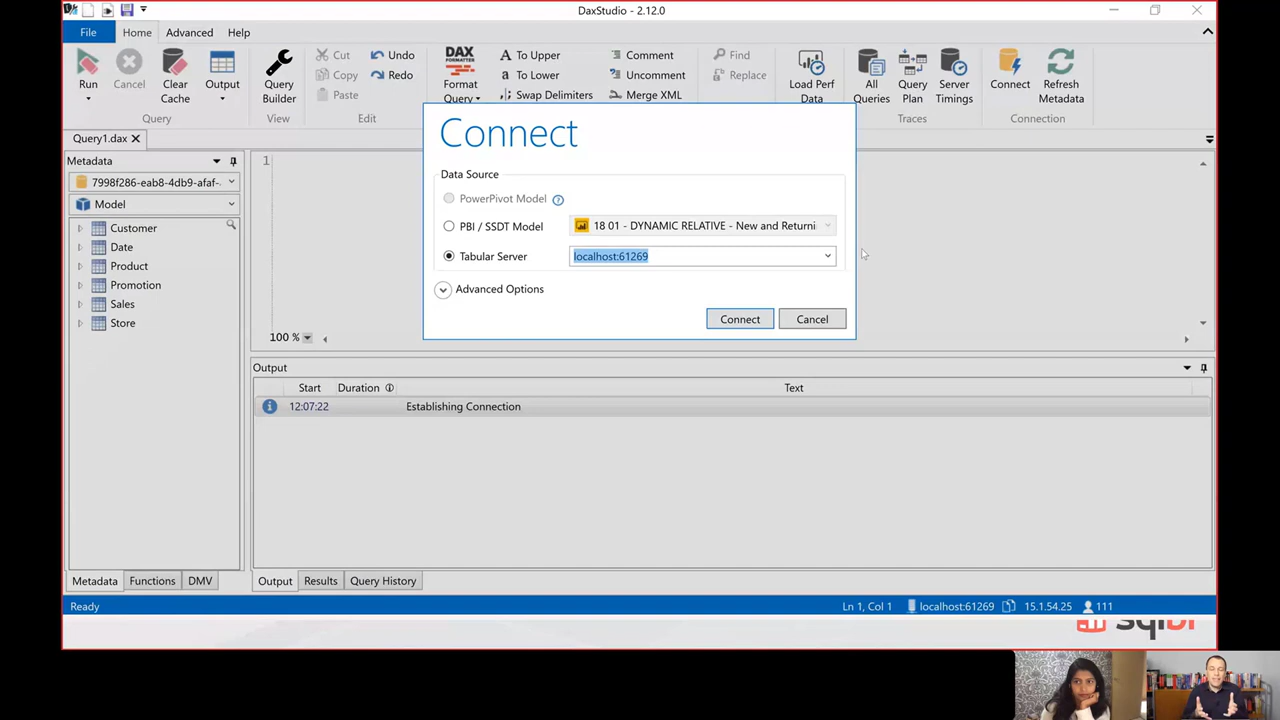 DaxStudio - 2.12.0
File Home Advanced Help
Run
Cancel
Clear Cache
Output
Query
Query Builder
View
Cut
Copy
Paste
Undo
Redo
Edit
DAX FORMATTER
Format Query
A To Upper
A To Lower
Swap Delimiters
Comment
Uncomment
Merge XML
Find
Replace
Load Perf Data
All Queries
Query Plan
Server Timings
Traces
Connect
Refresh Metadata
Connection
Query1.dax
Metadata
7998f286-eab8-4db9-afaf-
Model
Customer
Date
Product
Promotion
Sales
Store
1
100 %
Connect
Data Source
PowerPivot Model ?
PBI / SSDT Model 18 01 - DYNAMIC RELATIVE - New and Returni
Tabular Server localhost:61269
Advanced Options
Connect Cancel
Output
Start Duration Text
12:07:22 Establishing Connection
Metadata Functions DMV
Output Results Query History
Ready Ln 1, Col 1 localhost:61269 15.1.54.25 111